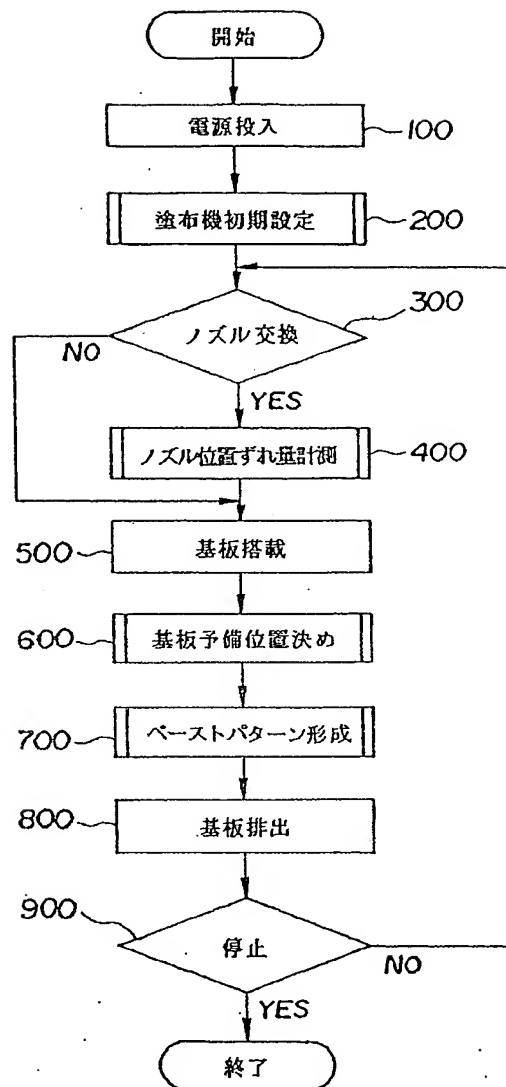 開始
電源投入
100
塗布機初期設定
200
ノズル交換
300
NO
YES
ノズル位置ずれ量計測
400
500
基板搭載
600
基板予備位置決め
700
ペーストパターン形成
800
基板排出
900
停止
NO
YES
終了